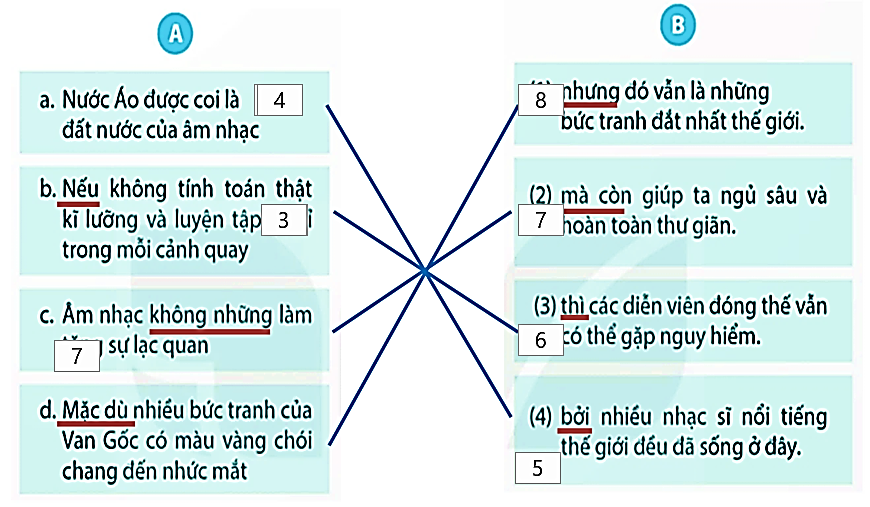 A
B
a. Nước Áo được coi là 4
đất nước của âm nhạc
b. Nếu không tính toán thật
kĩ lưỡng và luyện tập 3
trong mỗi cảnh quay
c. Âm nhạc không những làm
7 sự lạc quan
d. Mặc dù nhiều bức tranh của
Van Gốc có màu vàng chói
chang đến nhức mắt
8 nhưng đó vẫn là những
bức tranh đắt nhất thế giới.
(2) mà còn giúp ta ngủ sâu và
7 hoàn toàn thư giãn.
(3) thì các diễn viên đóng thế vẫn
6 có thể gặp nguy hiểm.
(4) bởi nhiều nhạc sĩ nổi tiếng
thế giới đều đã sống ở đây.
5